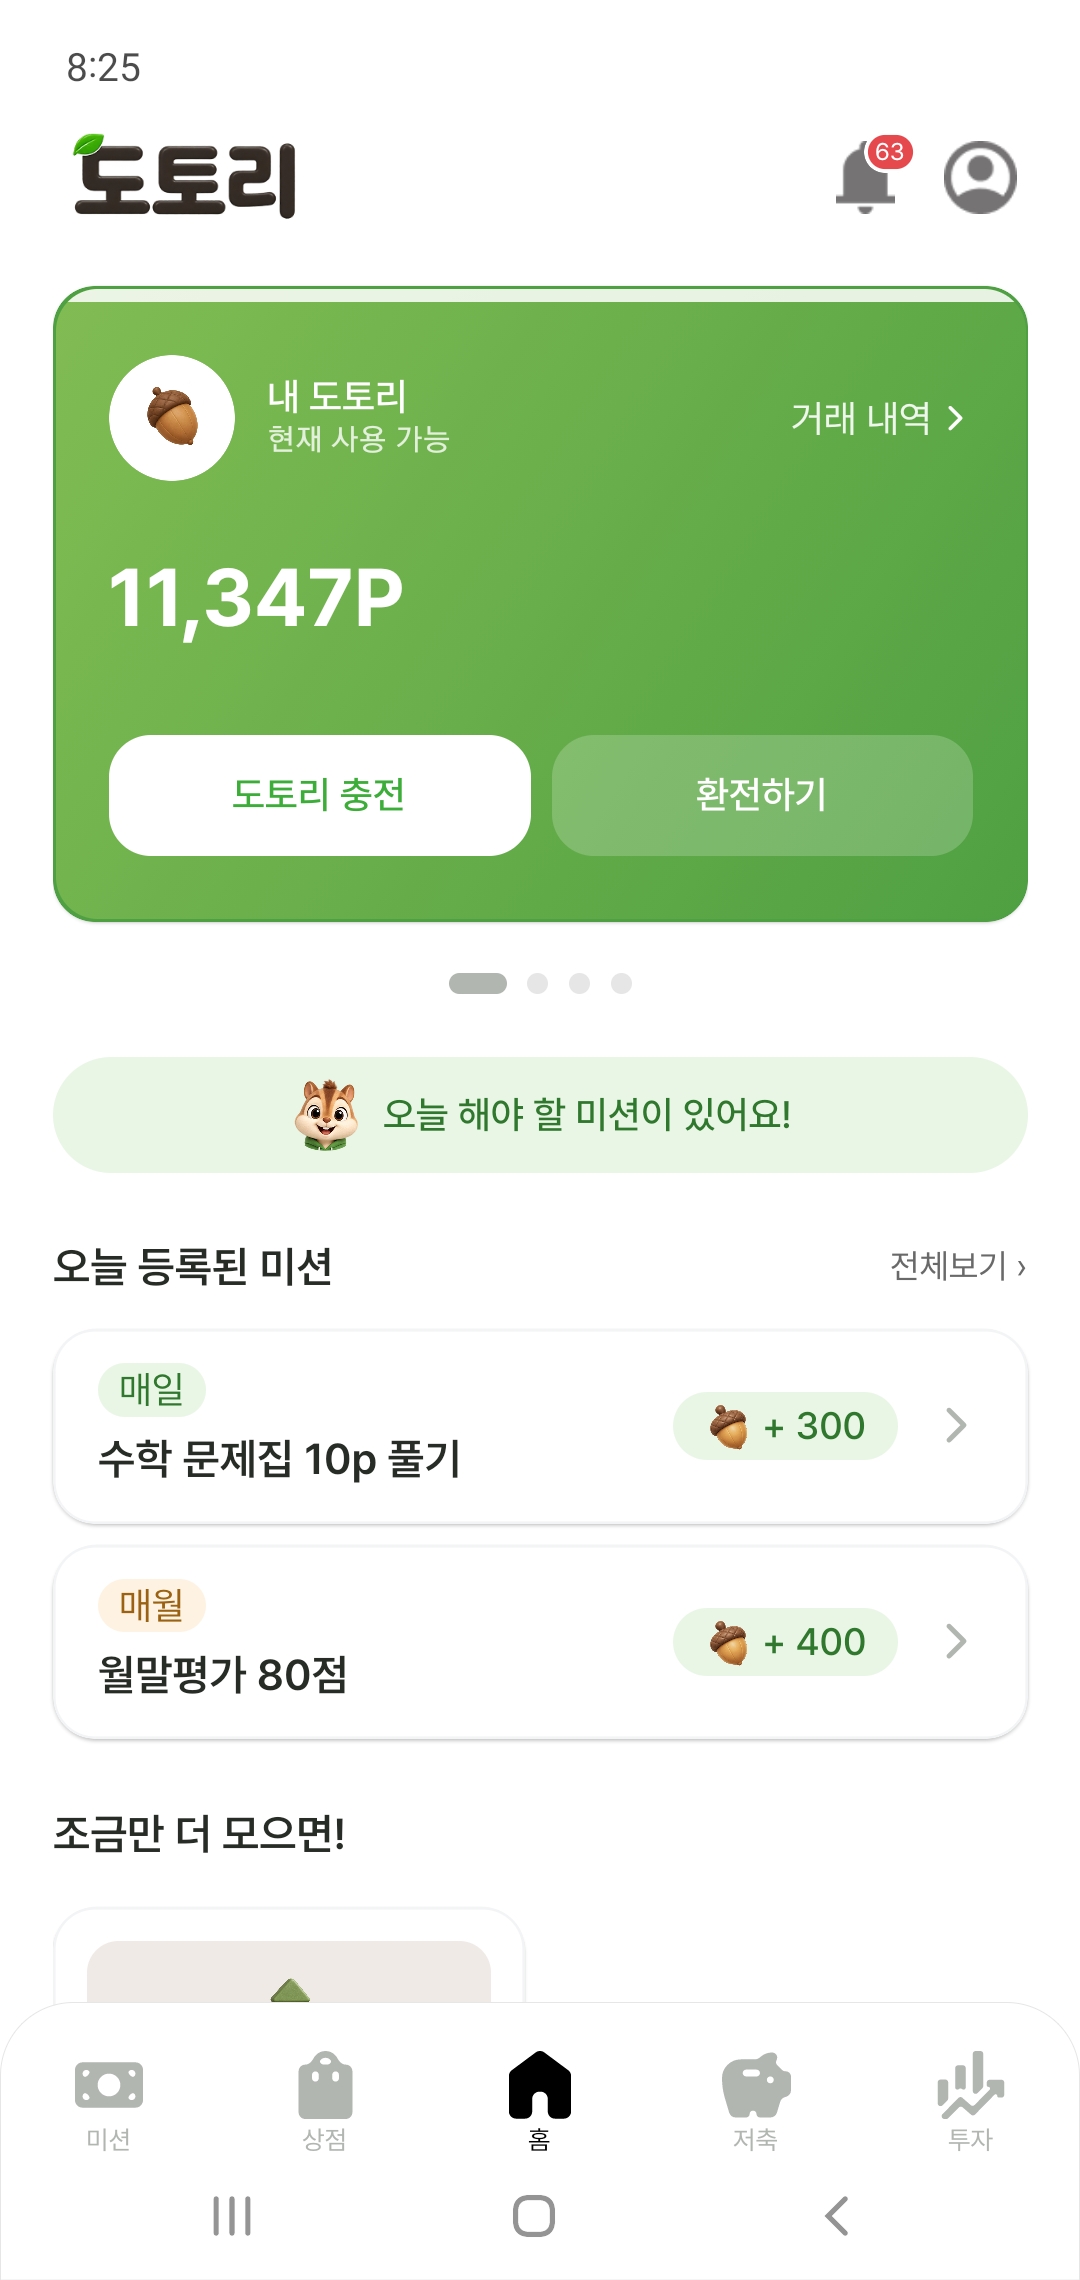 8:25
도토리
63
내 도토리
현재 사용 가능
거래 내역
11,347P
도토리 충전
환전하기
오늘 해야 할 미션이 있어요!
오늘 등록된 미션
전체보기 ›
매일
수학 문제집 10p 풀기
+ 300
매월
월말평가 80점
+ 400
조금만 더 모으면!
미션
상점
홈
저축
투자